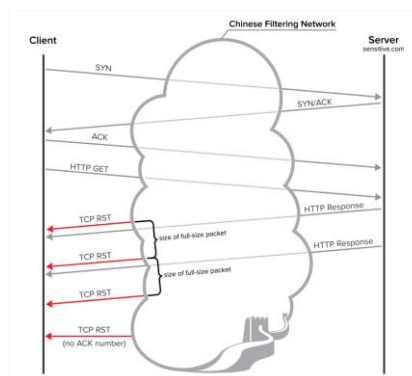 Chinese Filtering Network
Client
Server
sensitive.com
SYN
SYN/ACK
ACK
HTTP GET
HTTP Response
TCP RST
size of full-size packet
HTTP Response
TCP RST
size of full-size packet
TCP RST
TCP RST
(no ACK number)